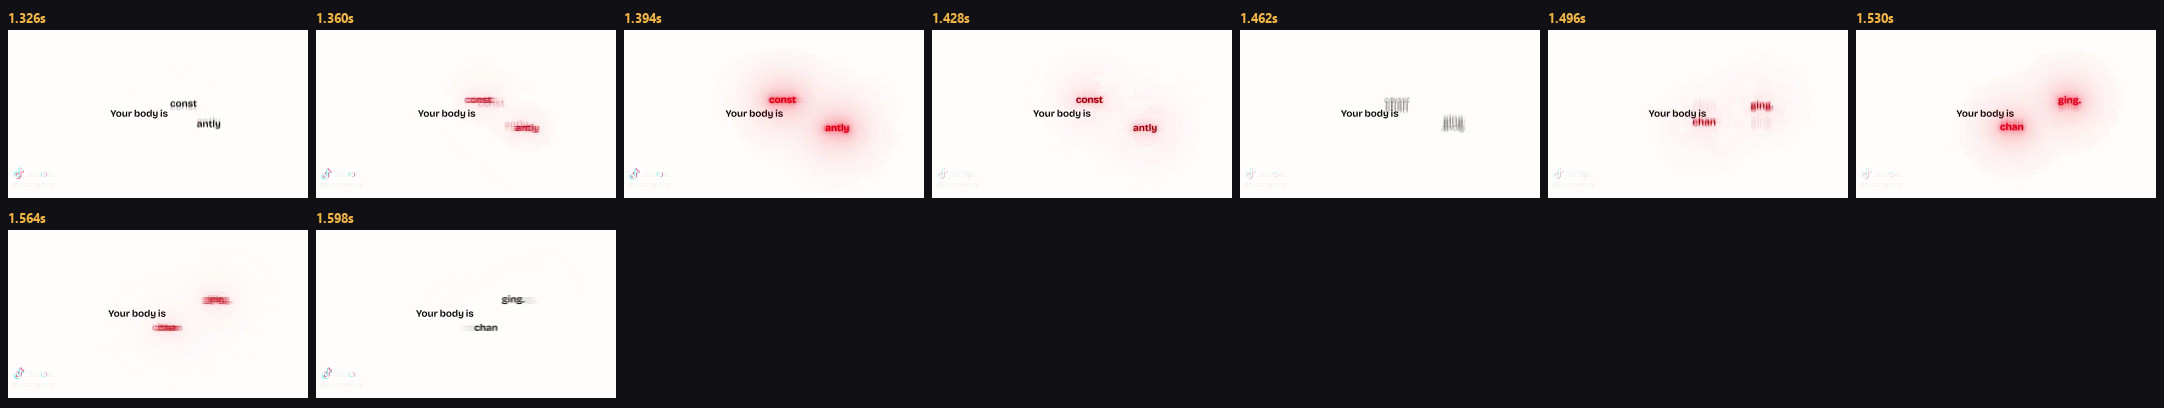 1.326s
const
Your body is
antly
1.360s
const
Your body is
antly
1.394s
const
Your body is
antly
1.428s
const
Your body is
antly
1.462s
Your body is
1.496s
ging.
Your body is
chan
1.530s
ging.
Your body is
chan
1.564s
ging.
Your body is
chan
1.598s
ging.
Your body is
chan